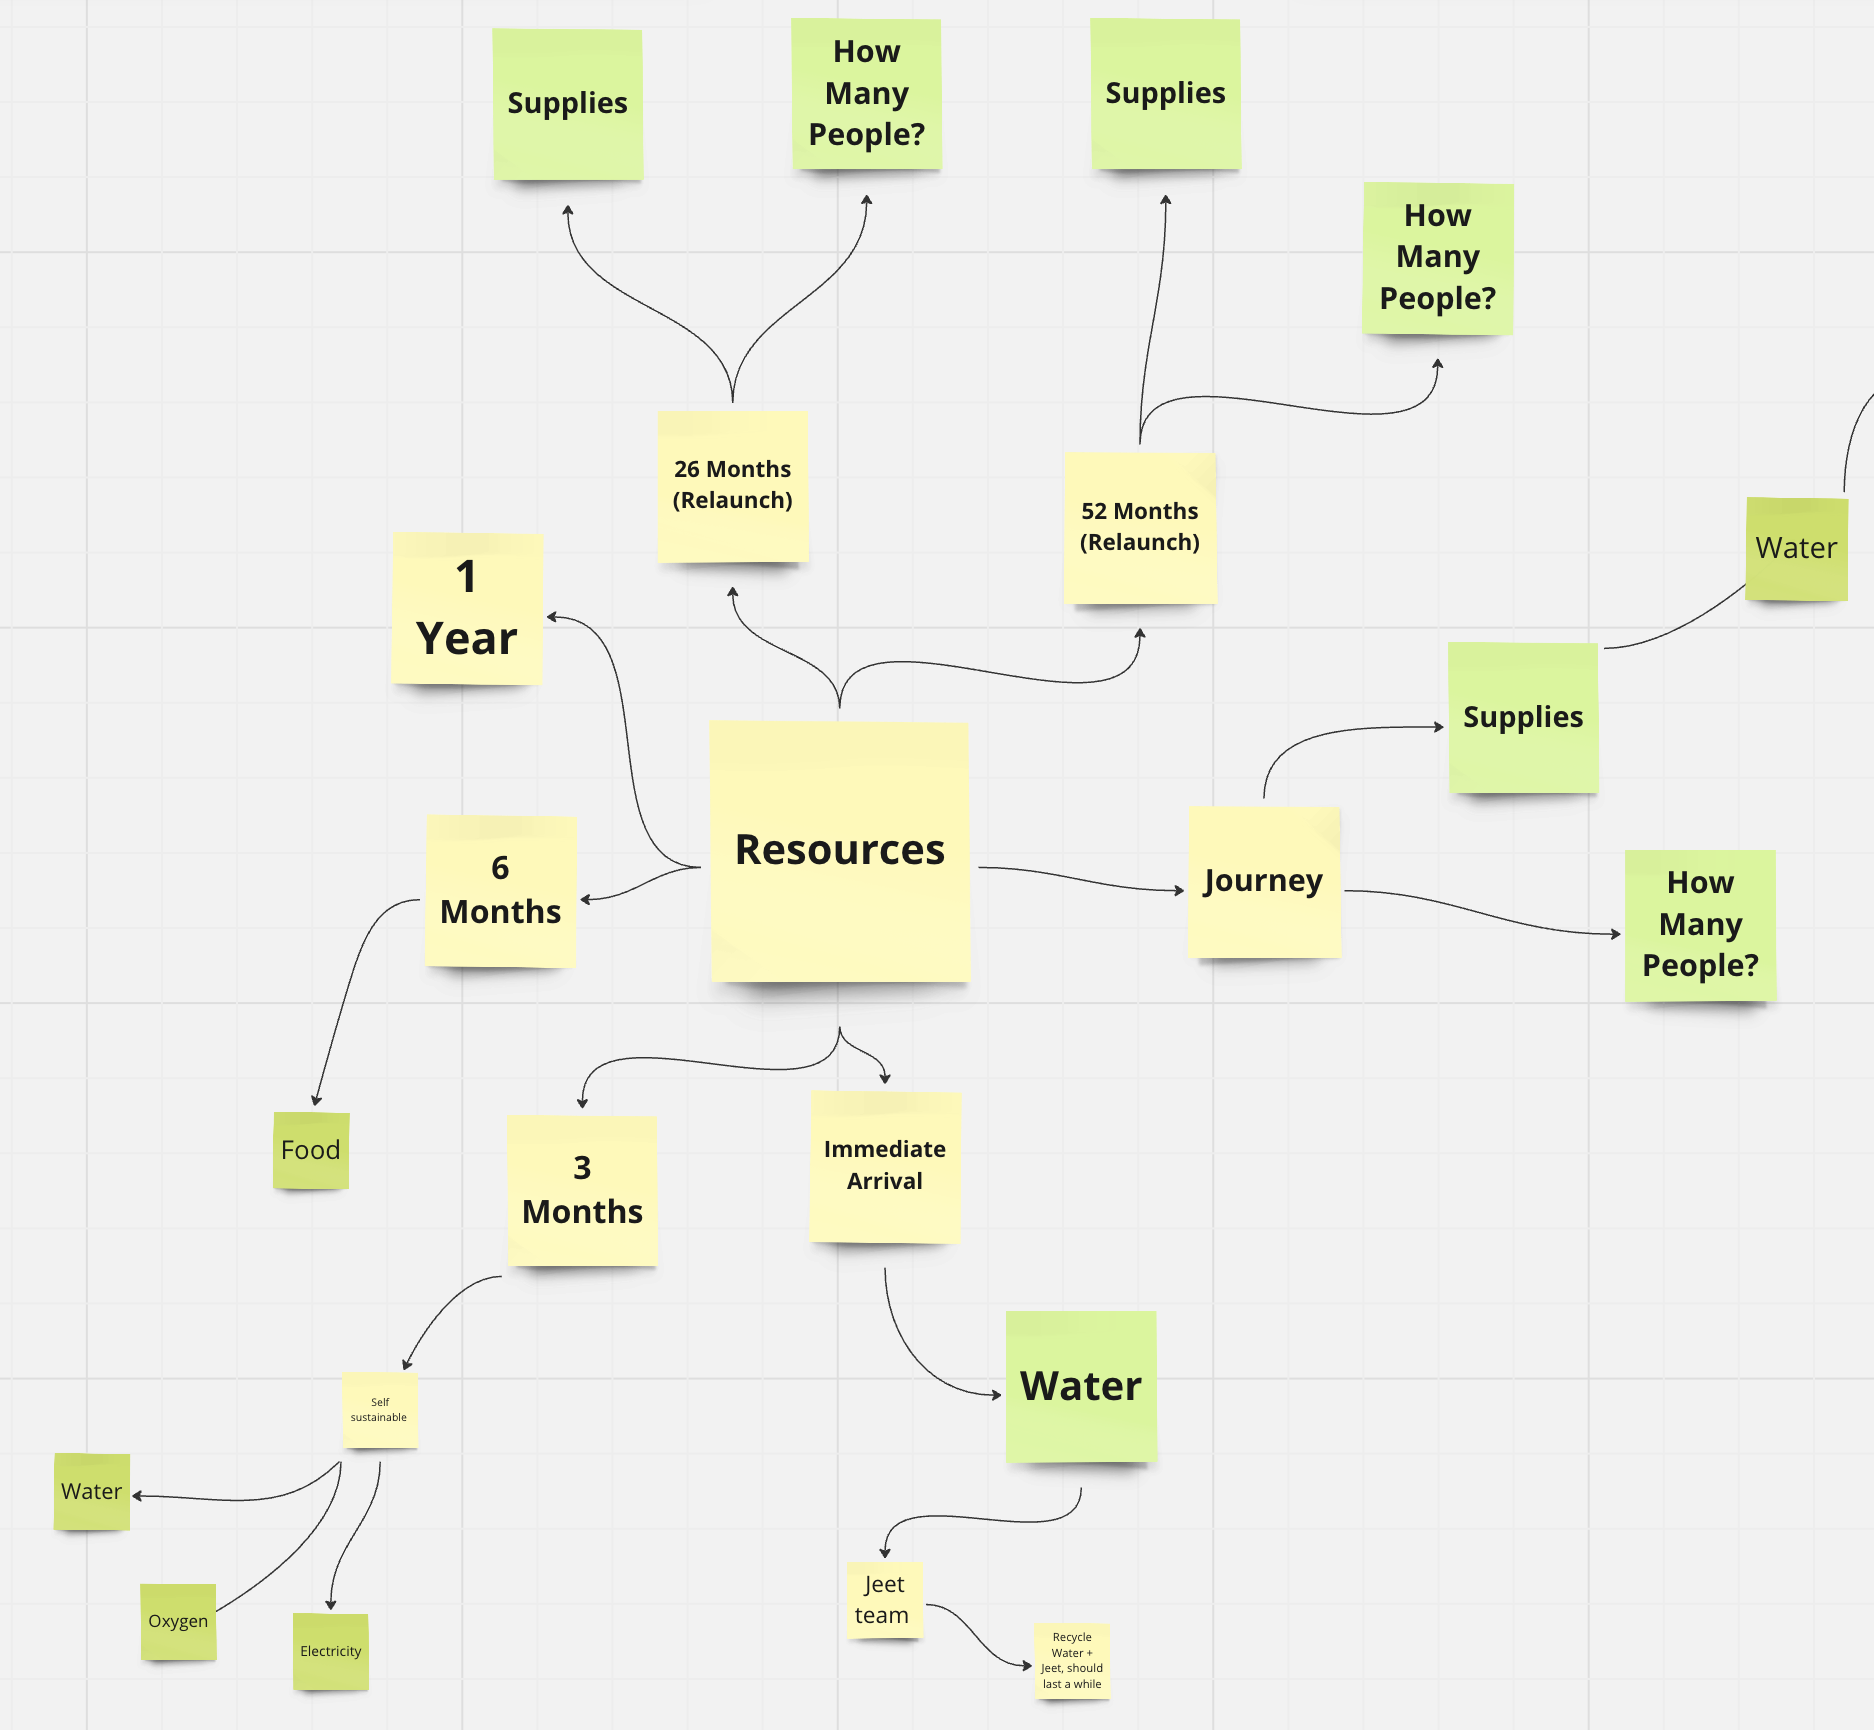 Supplies
How
Many
People?
Supplies
How
Many
People?
26 Months
(Relaunch)
52 Months
(Relaunch)
Water
1
Year
Supplies
Resources
6
Months
Journey
How
Many
People?
Food
3
Months
Immediate
Arrival
Self
sustainable
Water
Water
Oxygen
Electricity
Jeet
team
Recycle
Water +
Jeet, should
last a while